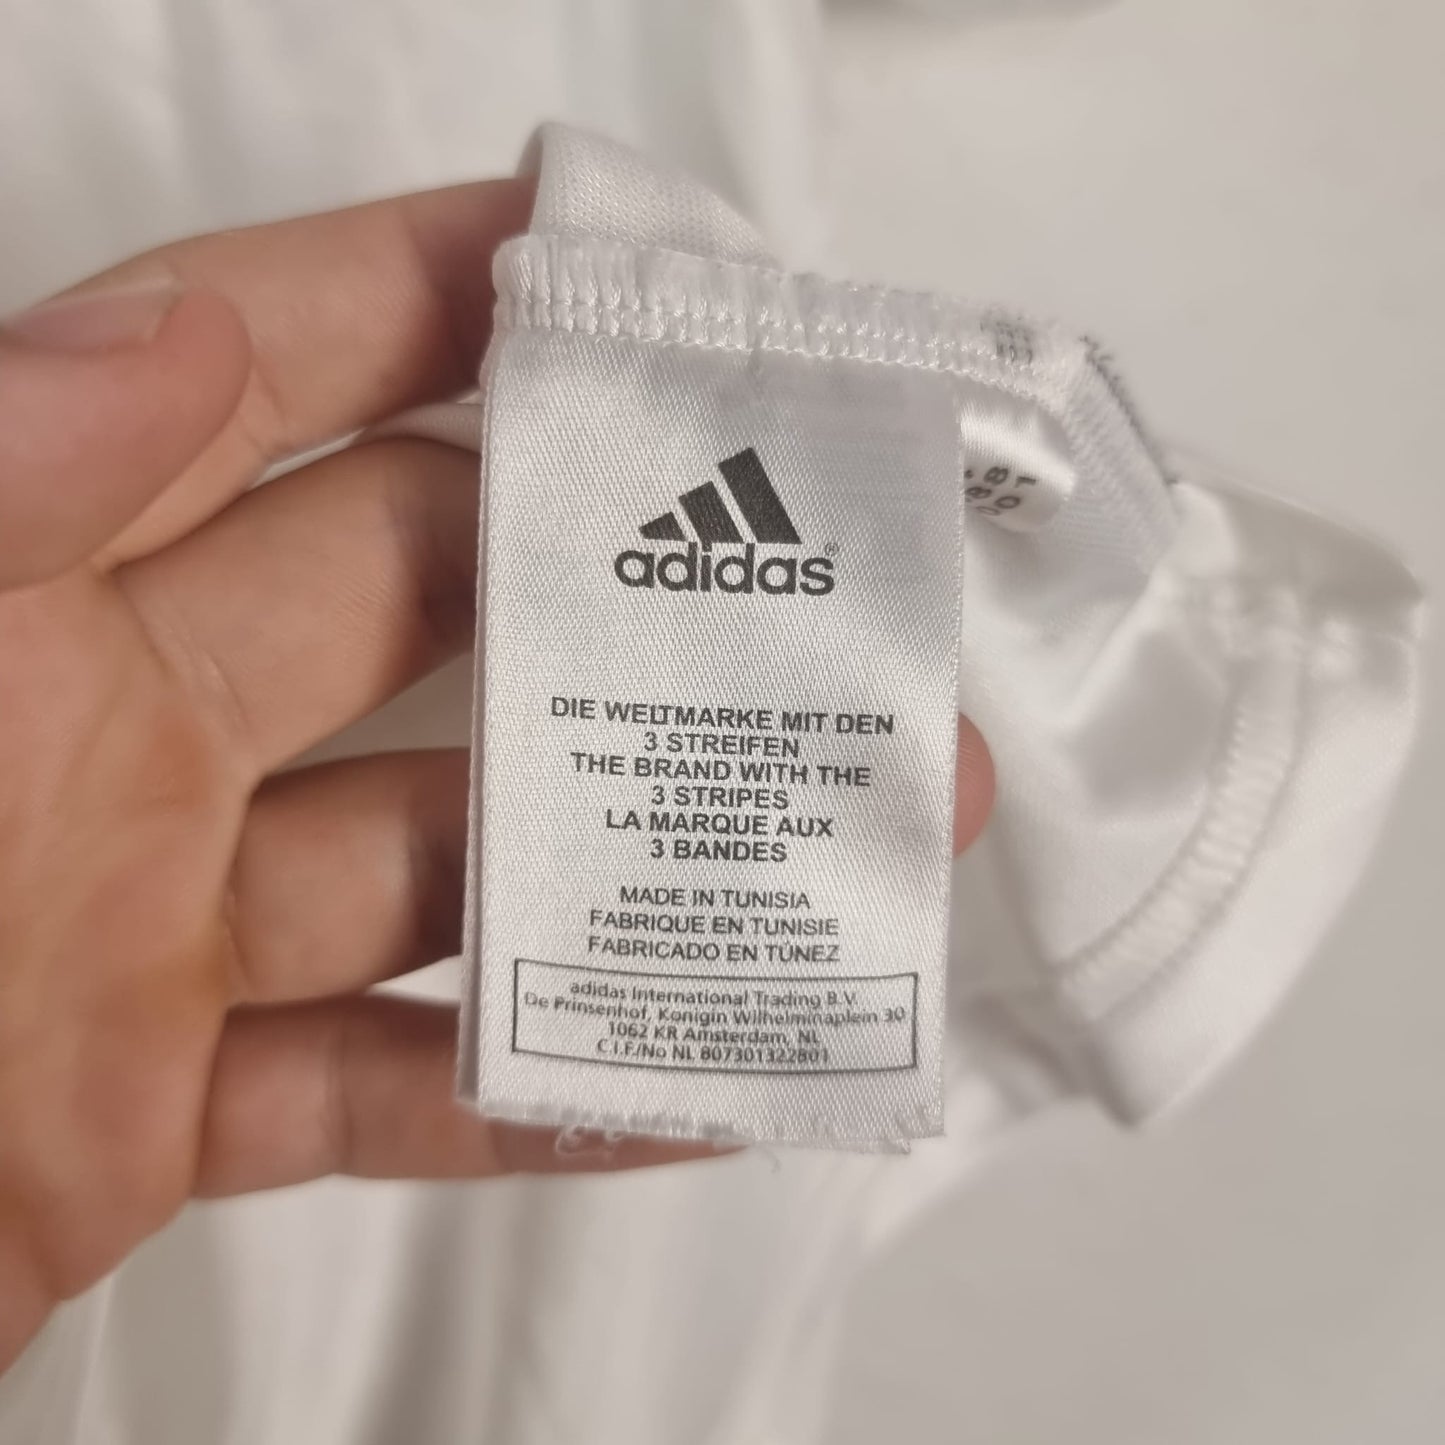 adidas®
DIE WELTMARKE MIT DEN
3 STREIFEN
THE BRAND WITH THE
3 STRIPES
LA MARQUE AUX
3 BANDES
MADE IN TUNISIA
FABRIQUE EN TUNISIE
FABRICADO EN TÚNEZ
adidas International Trading B.V.
De Prinsenhof, Konigin Wilhelminaplein 30
1062 KR Amsterdam, NL
C.I.F./No NL 807301322B01